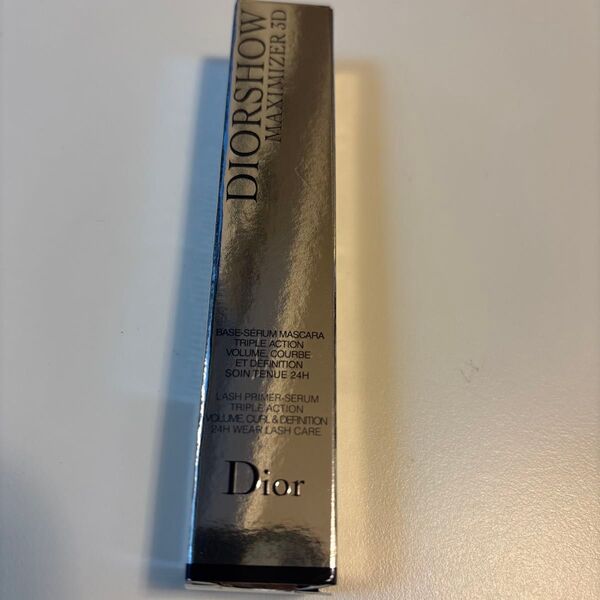 DIORSHOW
MAXIMIZER 3D
BASE-SÉRUM MASCARA
TRIPLE ACTION
VOLUME, COURBE
ET DÉFINITION
SOIN TENUE 24H
LASH PRIMER-SERUM
TRIPLE ACTION
VOLUME, CURL & DEFINITION
24H WEAR LASH CARE
Dior